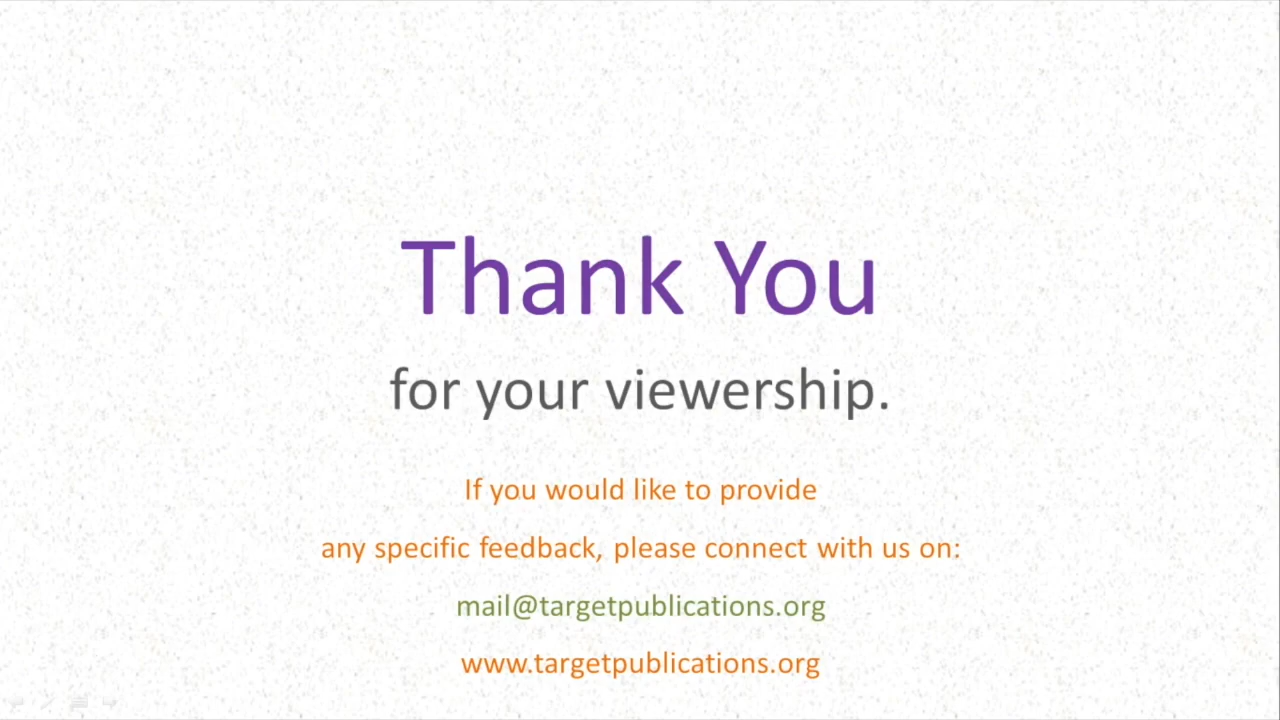 Thank You
for your viewership.
If you would like to provide
any specific feedback, please connect with us on:
mail@targetpublications.org
www.targetpublications.org